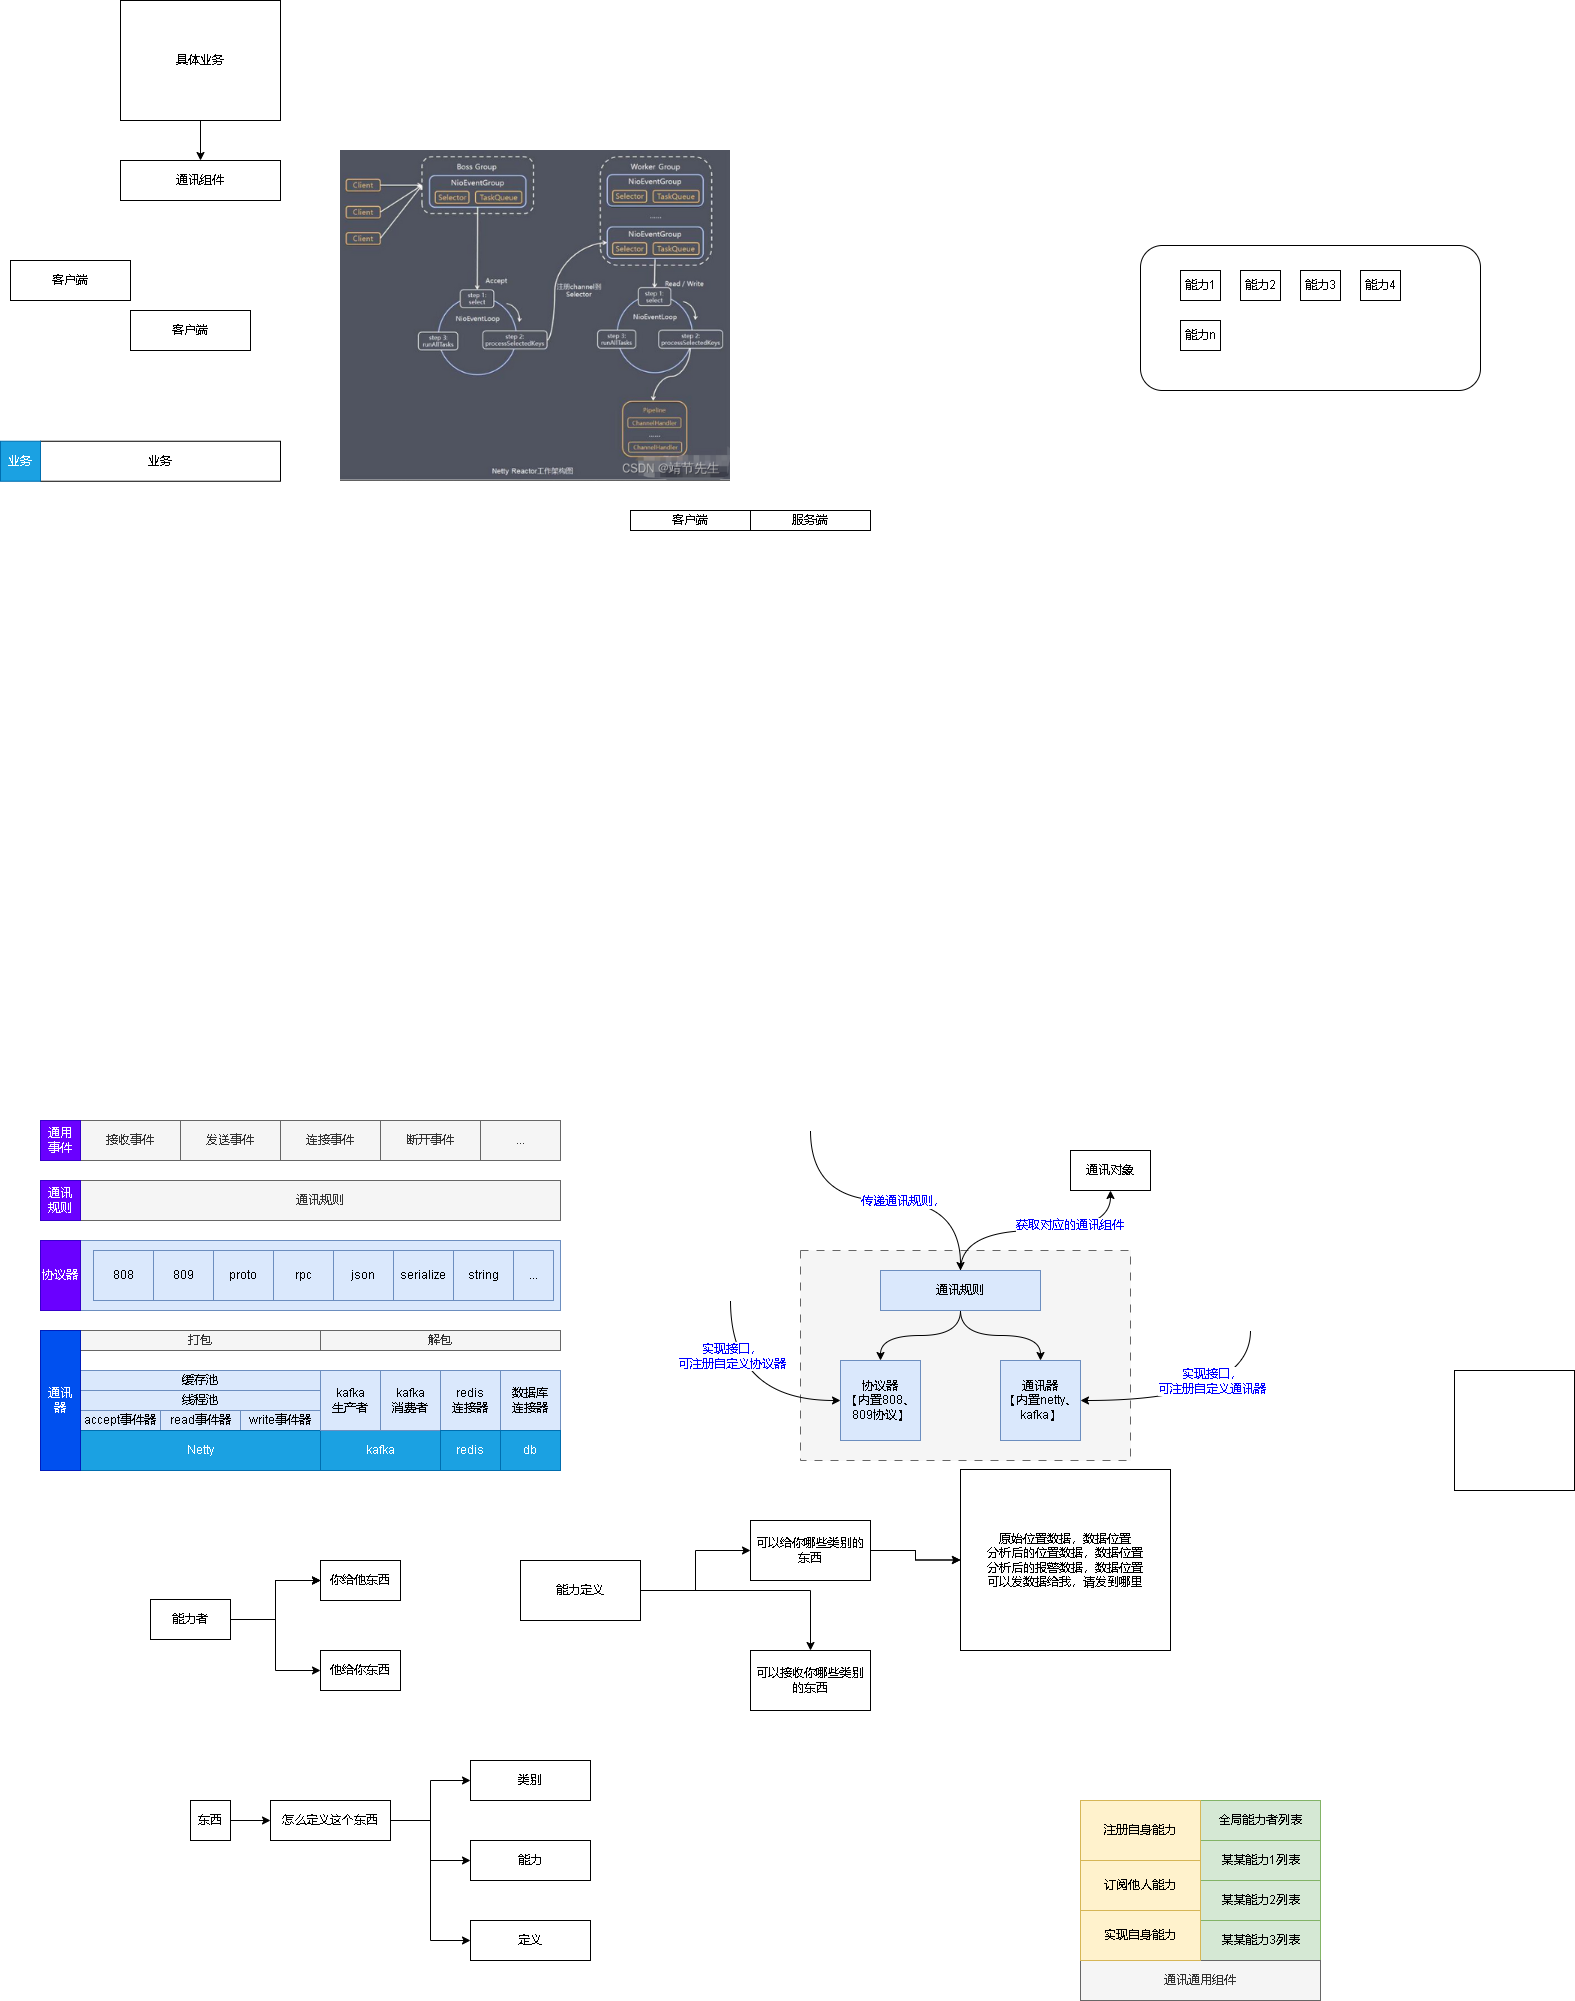 具体业务
通讯组件
客户端
客户端
业务
业务
Boss Group
NioEventGroup
Selector
TaskQueue
Client
Client
Client
Worker Group
NioEventGroup
Selector
TaskQueue
......
NioEventGroup
Selector
TaskQueue
Accept
step 1:
select
NioEventLoop
step 3:
runAllTasks
step 2:
processSelectedKeys
注册channel到
Selector
Read / Write
step 1:
select
NioEventLoop
step 3:
runAllTasks
step 2:
processSelectedKeys
Pipeline
ChannelHandler
......
ChannelHandler
Netty Reactor工作架构图
CSDN @靖节先生
能力1
能力2
能力3
能力4
能力n
客户端
服务端
通用
事件
接收事件
发送事件
连接事件
断开事件
...
通讯
规则
通讯规则
协议器
808
809
proto
rpc
json
serialize
string
...
通讯
器
打包
解包
缓存池
线程池
accept事件器
read事件器
write事件器
kafka
生产者
kafka
消费者
redis
连接器
数据库
连接器
Netty
kafka
redis
db
传递通讯规则,
通讯对象
获取对应的通讯组件
通讯规则
实现接口,
可注册自定义协议器
协议器
【内置808、
809协议】
通讯器
【内置netty、
kafka】
实现接口,
可注册自定义通讯器
能力者
你给他东西
他给你东西
能力定义
可以给你哪些类别的
东西
可以接收你哪些类别
的东西
原始位置数据，数据位置
分析后的位置数据，数据位置
分析后的报警数据，数据位置
可以发数据给我，请发到哪里
东西
怎么定义这个东西
类别
能力
定义
注册自身能力
订阅他人能力
实现自身能力
全局能力者列表
某某能力1列表
某某能力2列表
某某能力3列表
通讯通用组件